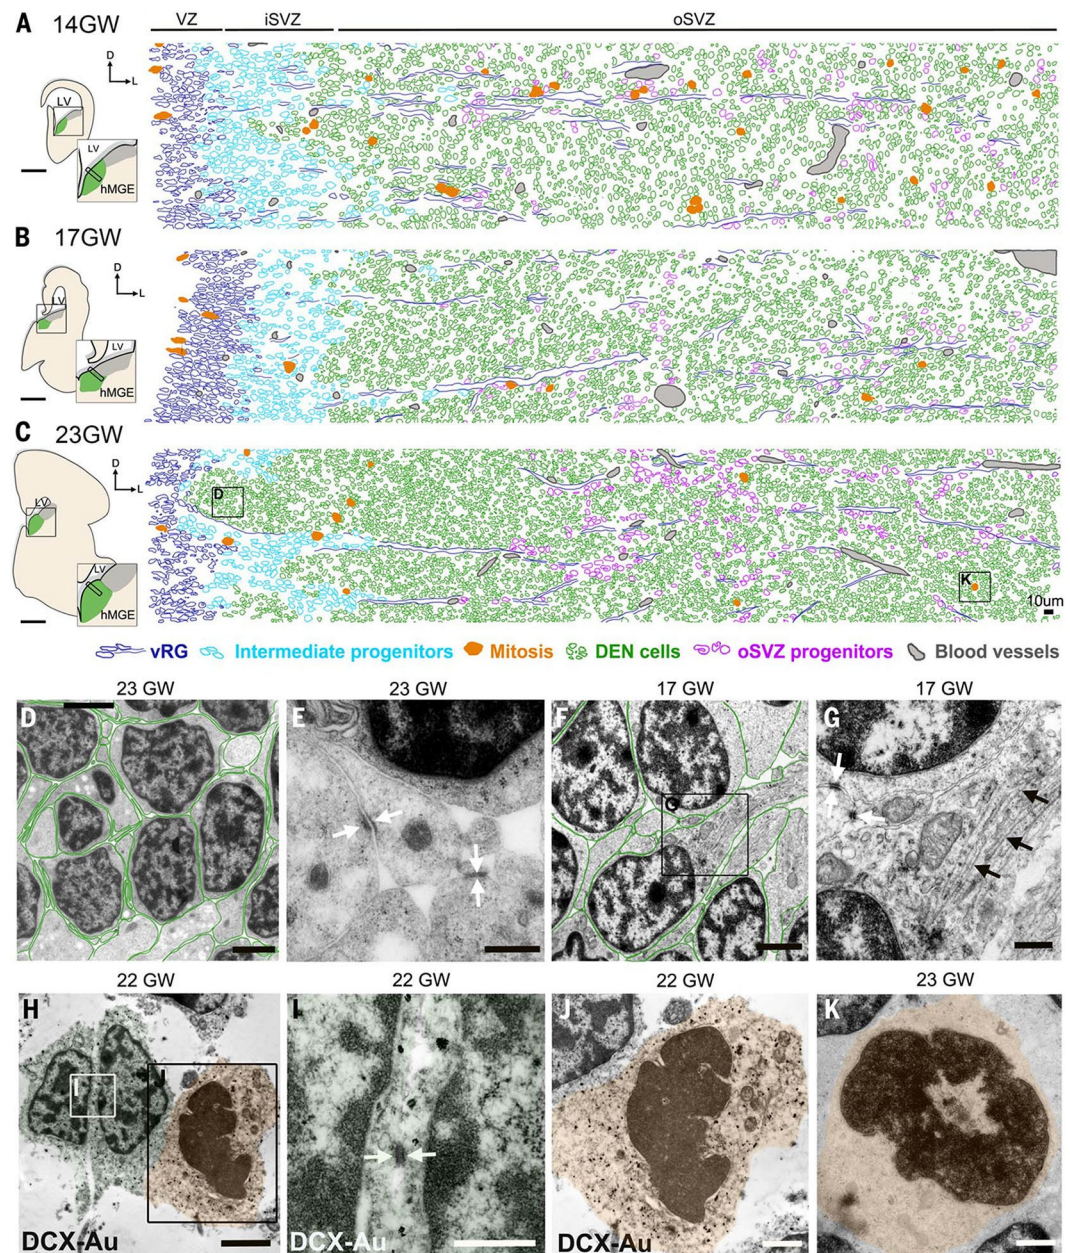 A 14GW
VZ iSVZ oSVZ
D
L
LV
LV
hMGE
B 17GW
D
L
LV
LV
hMGE
C 23GW
D
L
LV
LV
hMGE
D
K
10um
vRG Intermediate progenitors Mitosis DEN cells oSVZ progenitors Blood vessels
23 GW 23 GW 17 GW 17 GW
D E F G
G
22 GW 22 GW 22 GW 23 GW
H I J K
I J
DCX-Au DCX-Au DCX-Au